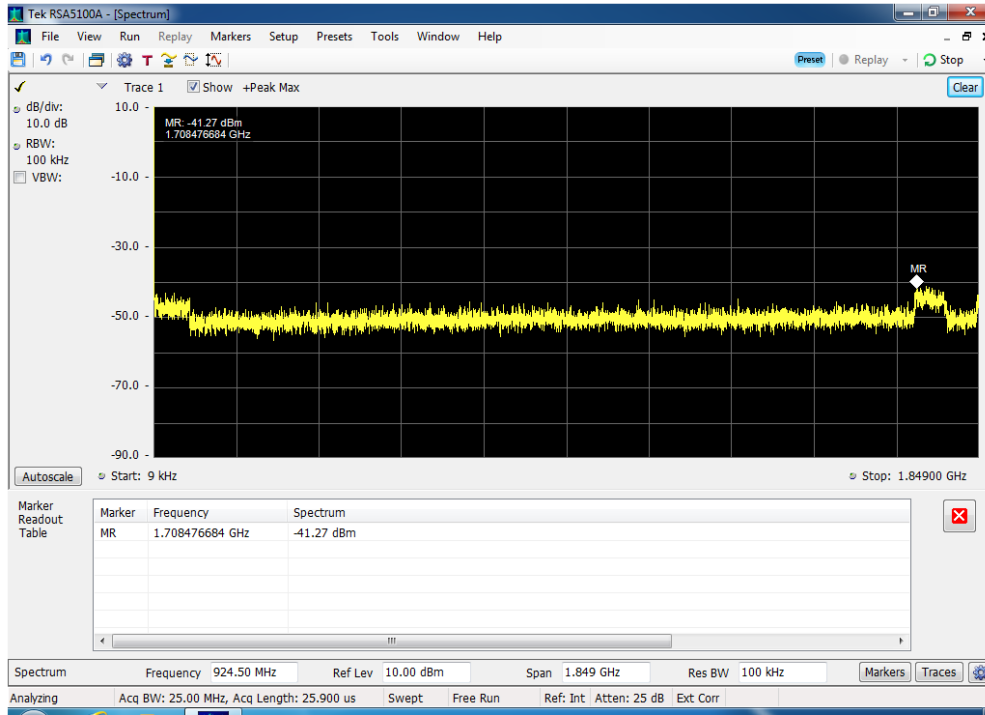 Tek RSA5100A - [Spectrum]
File View Run Replay Markers Setup Presets Tools Window Help
T Preset Replay Stop
Trace 1 Show +Peak Max Clear
dB/div:
10.0 dB
RBW:
100 kHz
VBW:
10.0 -
-10.0 -
-30.0 -
-50.0 -
-70.0 -
-90.0 -
MR: -41.27 dBm
1.708476684 GHz
MR
Autoscale Start: 9 kHz Stop: 1.84900 GHz
Marker
Readout
Table
Marker Frequency Spectrum
MR 1.708476684 GHz -41.27 dBm
Spectrum Frequency 924.50 MHz Ref Lev 10.00 dBm Span 1.849 GHz Res BW 100 kHz Markers Traces
Analyzing Acq BW: 25.00 MHz, Acq Length: 25.900 us Swept Free Run Ref: Int Atten: 25 dB Ext Corr